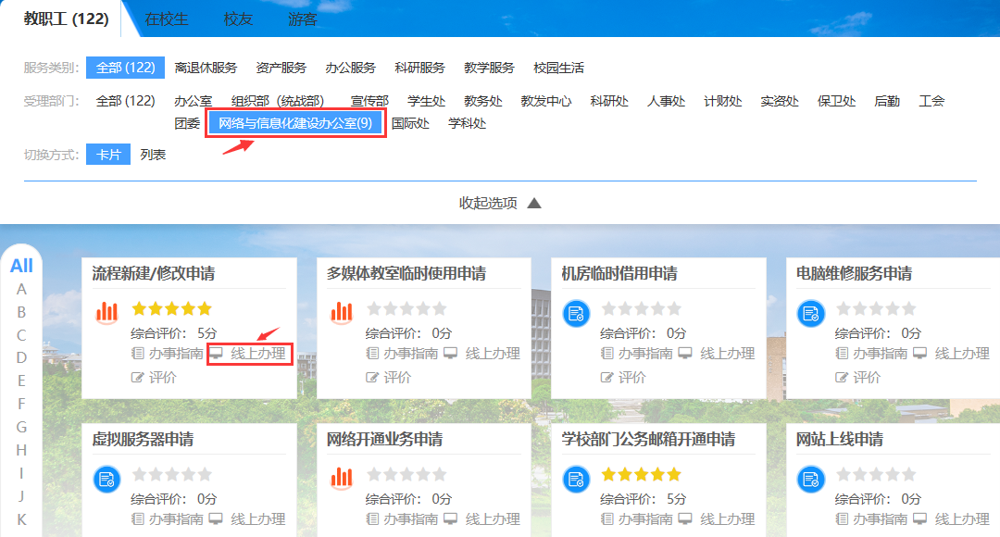 教职工 (122) 在校生 校友 游客
服务类别: 全部 (122) 离退休服务 资产服务 办公服务 科研服务 教学服务 校园生活
受理部门: 全部 (122) 办公室 组织部（统战部） 宣传部 学生处 教务处 教发中心 科研处 人事处 计财处 实资处 保卫处 后勤 工会
团委 网络与信息化建设办公室(9) 国际处 学科处
切换方式: 卡片 列表
收起选项
All
A
B
C
D
E
F
G
H
I
J
K
流程新建/修改申请
综合评价: 5分
办事指南 线上办理
评价
多媒体教室临时使用申请
综合评价: 0分
办事指南 线上办理
评价
机房临时借用申请
综合评价: 0分
办事指南 线上办理
评价
电脑维修服务申请
综合评价: 0分
办事指南 线上办理
评价
虚拟服务器申请
综合评价: 0分
办事指南 线上办理
网络开通业务申请
综合评价: 0分
办事指南 线上办理
学校部门公务邮箱开通申请
综合评价: 5分
办事指南 线上办理
网站上线申请
综合评价: 0分
办事指南 线上办理